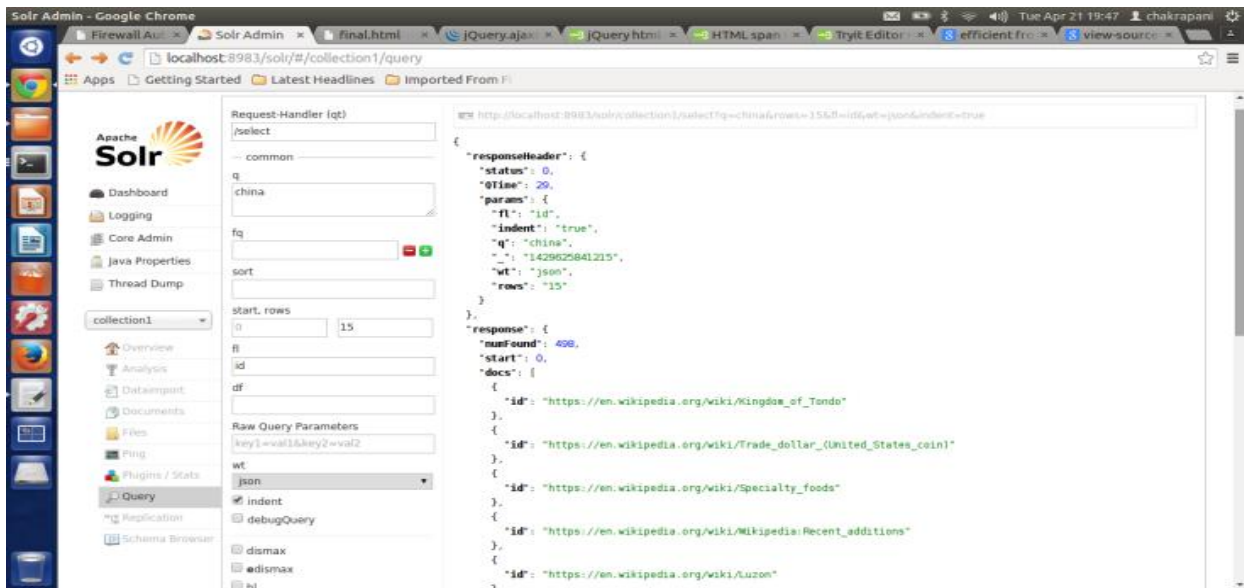 Solr Admin - Google Chrome
Tue Apr 21 19:47 chakrapani
Firewall Aut
Solr Admin
final.html
jQuery.ajax
jQuery html
HTML span
Tryit Editor
efficient fro
view-source
localhost:8983/solr/#/collection1/query
Apps Getting Started Latest Headlines Imported From F
Apache
Solr
Dashboard
Logging
Core Admin
Java Properties
Thread Dump
collection1
Overview
Analysis
Dataimport
Documents
Files
Ping
Plugins / Stats
Query
Replication
Schema Browser
Request-Handler (qt)
/select
common
q
china
fq
sort
start, rows
0 15
fl
id
df
Raw Query Parameters
key1=val1&key2=val2
wt
json
indent
debugQuery
dismax
edismax
hl
http://localhost:8983/solr/collection1/select?q=china&rows=15&fl=id&wt=json&indent=true
{
"responseHeader": {
"status": 0,
"QTime": 29,
"params": {
"fl": "id",
"indent": "true",
"q": "china",
"_": "1429625841215",
"wt": "json",
"rows": "15"
}
},
"response": {
"numFound": 498,
"start": 0,
"docs": [
{
"id": "https://en.wikipedia.org/wiki/Kingdom_of_Tondo"
},
{
"id": "https://en.wikipedia.org/wiki/Trade_dollar_(United_States_coin)"
},
{
"id": "https://en.wikipedia.org/wiki/Specialty_foods"
},
{
"id": "https://en.wikipedia.org/wiki/Wikipedia:Recent_additions"
},
{
"id": "https://en.wikipedia.org/wiki/Luzon"
}